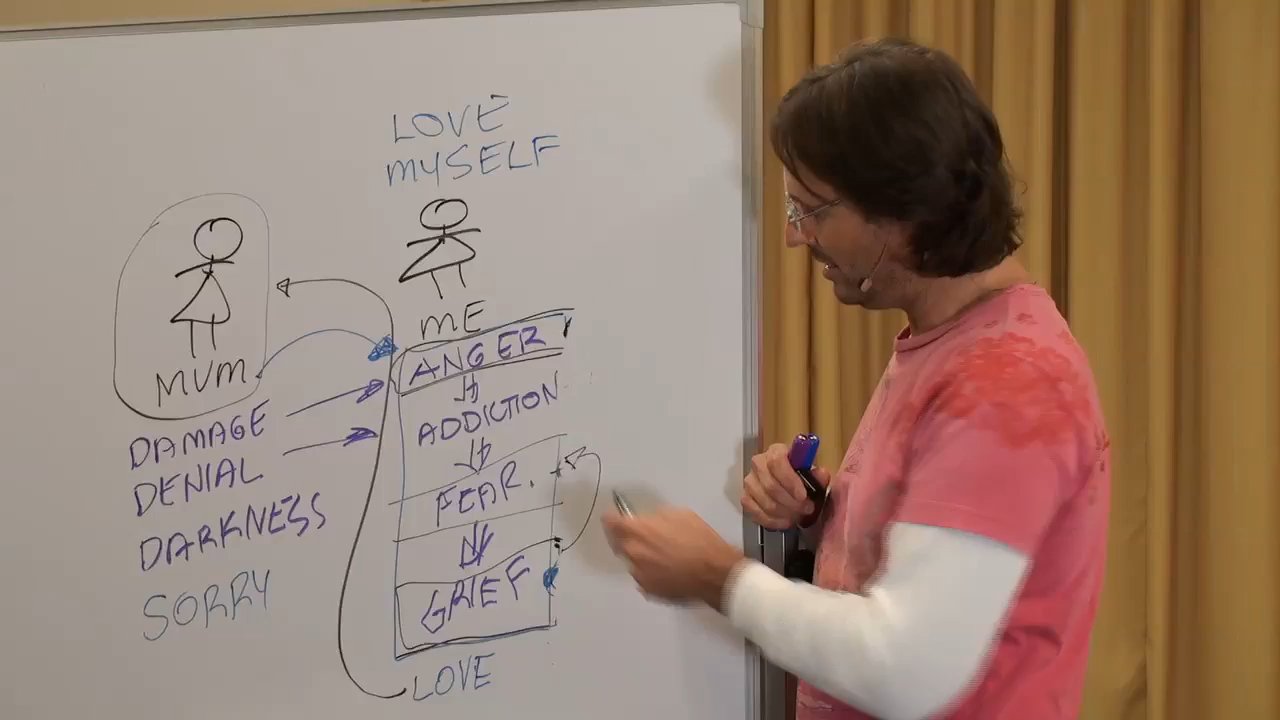 LOVE
MYSELF
ME
MUM
ANGER
ADDICTION
FEAR.
GRIEF
LOVE
DAMAGE
DENIAL
DARKNESS
SORRY